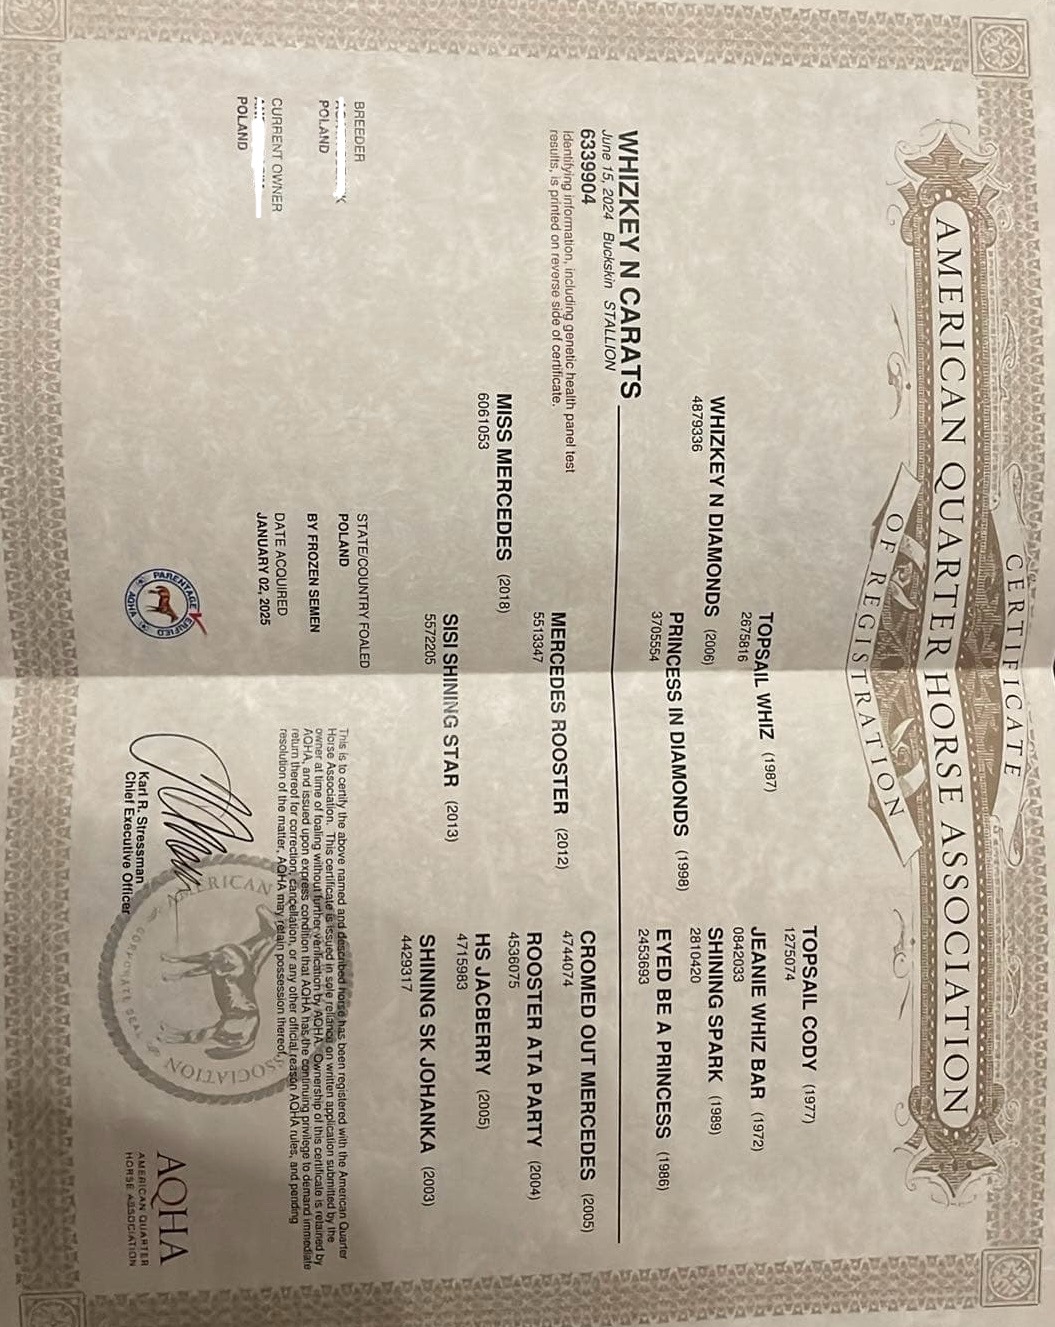 CERTIFICATE
AMERICAN QUARTER HORSE ASSOCIATION
OF REGISTRATION
TOPSAIL CODY (1977)
1275074
TOPSAIL WHIZ (1987)
2675816
JEANIE WHIZ BAR (1972)
0842033
WHIZKEY N DIAMONDS (2006)
4879336
SHINING SPARK (1989)
2810420
PRINCESS IN DIAMONDS (1998)
3705554
EYED BE A PRINCESS (1986)
2453693
WHIZKEY N CARATS
June 15, 2024 Buckskin STALLION
6339904
Identifying information, including genetic health panel test
results, is printed on reverse side of certificate.
CROMED OUT MERCEDES (2005)
4744074
MERCEDES ROOSTER (2012)
5513347
ROOSTER ATA PARTY (2004)
4536075
MISS MERCEDES (2018)
6061053
HS JACBERRY (2005)
4715983
SISI SHINING STAR (2013)
5572205
SHINING SK JOHANKA (2003)
4429317
BREEDER
POLAND
CURRENT OWNER
POLAND
STATE/COUNTRY FOALED
POLAND
BY FROZEN SEMEN
DATE ACQUIRED
JANUARY 02, 2025
PARENTAGE VERIFIED
AQHA
This is to certify the above named and described horse has been registered with the American Quarter
Horse Association. This certificate is issued in sole reliance on written application submitted by the
owner at time of foaling without further verification by AQHA. Ownership of this certificate is retained by
AQHA, and issued upon express condition that AQHA has the continuing privilege to demand immediate
return thereof for correction, cancellation, or any other official reason AQHA rules, and pending
resolution of the matter, AQHA may retain possession thereof.
Karl R. Stressman
Chief Executive Officer
AMERICAN
ASSOCIATION
CORPORATE SEAL
AQHA
AMERICAN QUARTER
HORSE ASSOCIATION